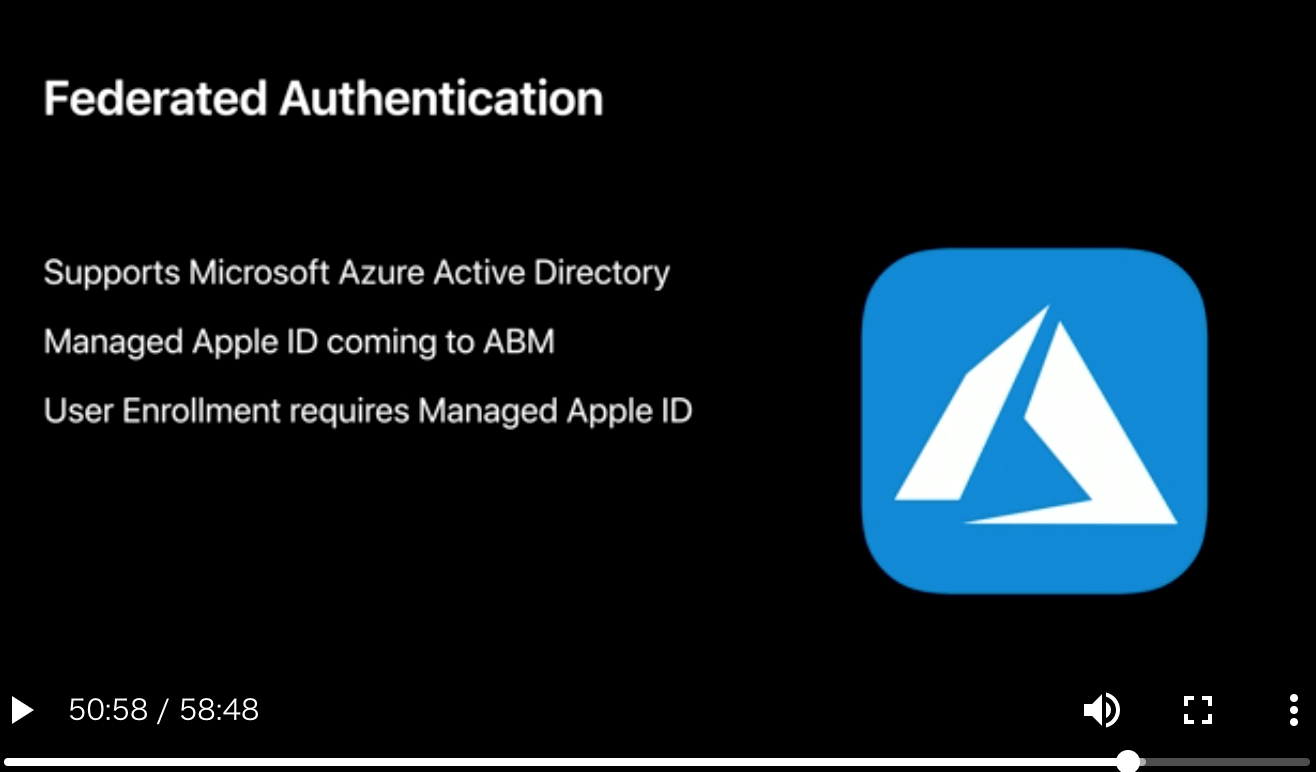 Federated Authentication
Supports Microsoft Azure Active Directory
Managed Apple ID coming to ABM
User Enrollment requires Managed Apple ID
50:58 / 58:48